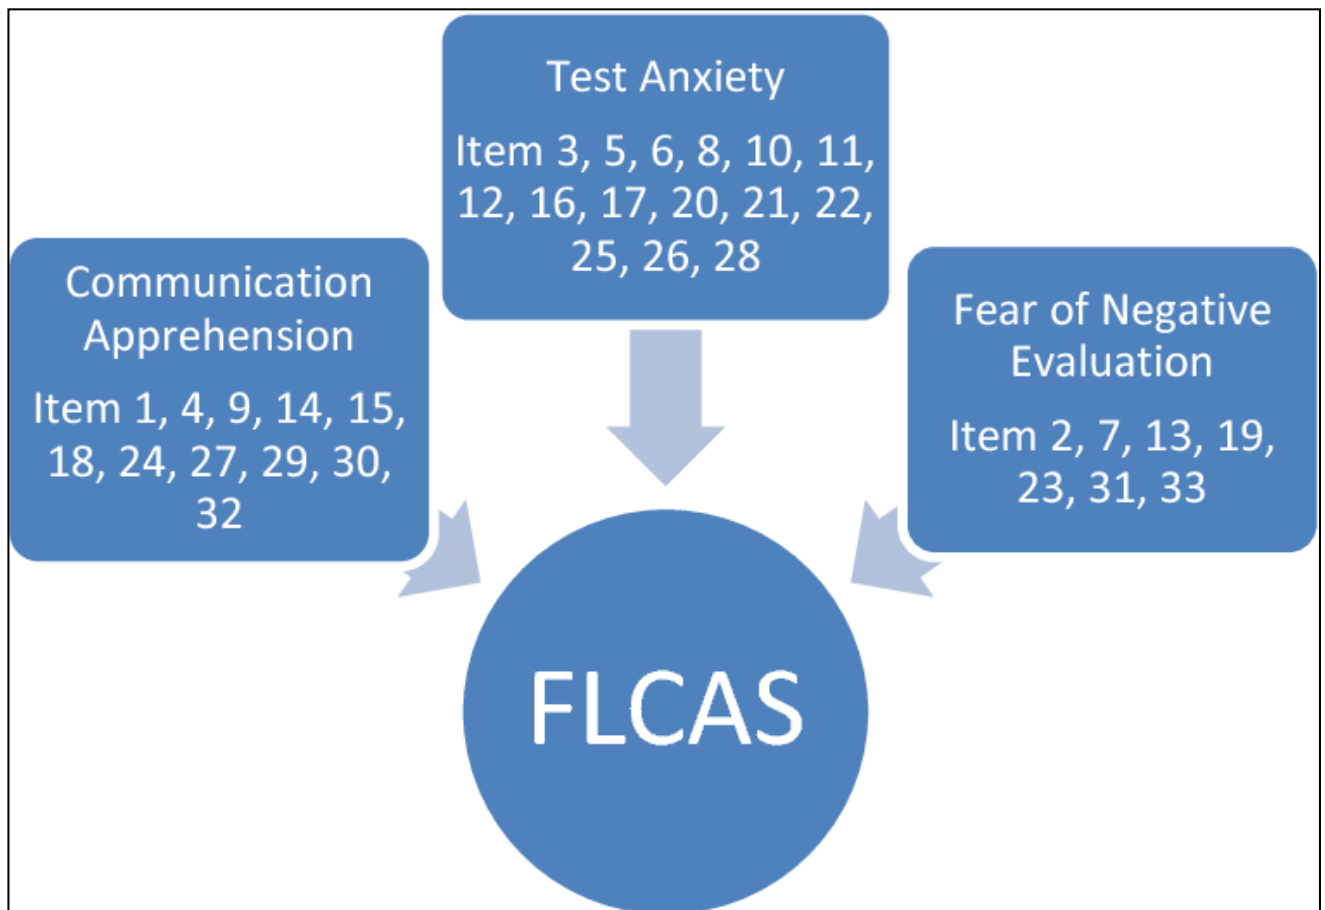 Test Anxiety
Item 3, 5, 6, 8, 10, 11,
12, 16, 17, 20, 21, 22,
25, 26, 28
Communication
Apprehension
Item 1, 4, 9, 14, 15,
18, 24, 27, 29, 30,
32
Fear of Negative
Evaluation
Item 2, 7, 13, 19,
23, 31, 33
FLCAS